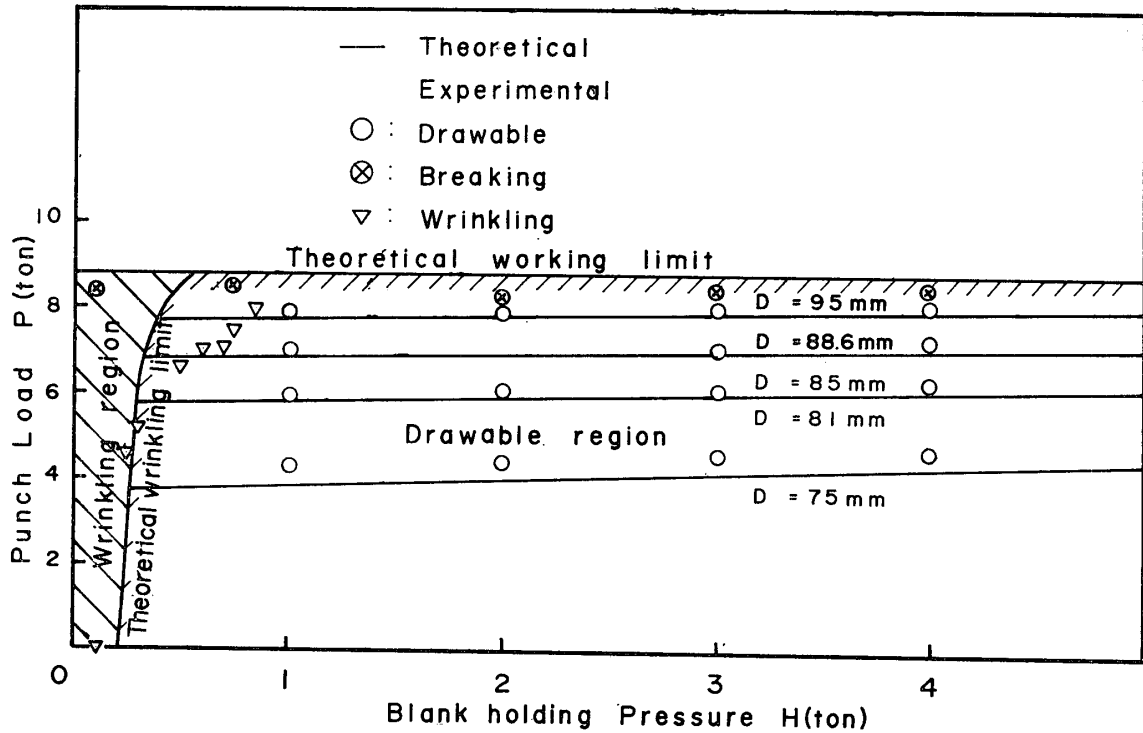 — Theoretical
Experimental
○ : Drawable
⊗ : Breaking
▽ : Wrinkling
Theoretical working limit
D = 95 mm
D = 88.6 mm
D = 85 mm
D = 81 mm
D = 75 mm
Drawable region
Wrinkling region
Theoretical wrinkling limit
Punch Load P (ton)
10
8
6
4
2
0
1
2
3
4
Blank holding Pressure H(ton)